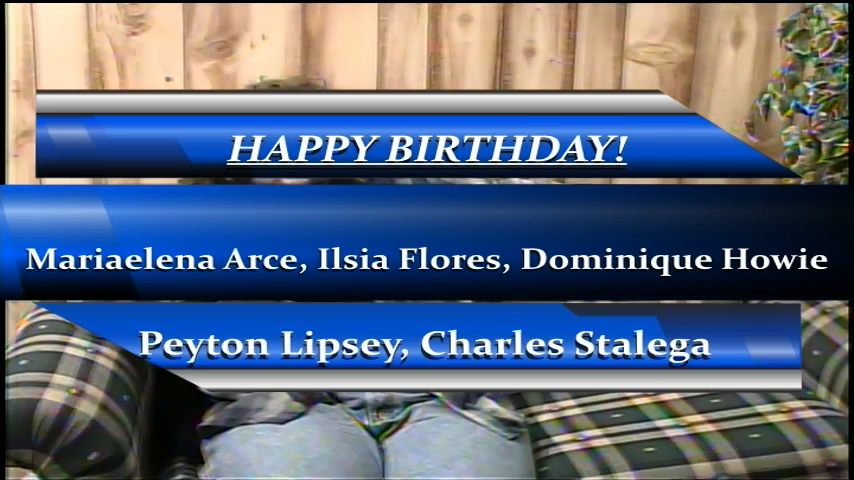 HAPPY BIRTHDAY!
Mariaelena Arce, Ilsia Flores, Dominique Howie
Peyton Lipsey, Charles Stalega